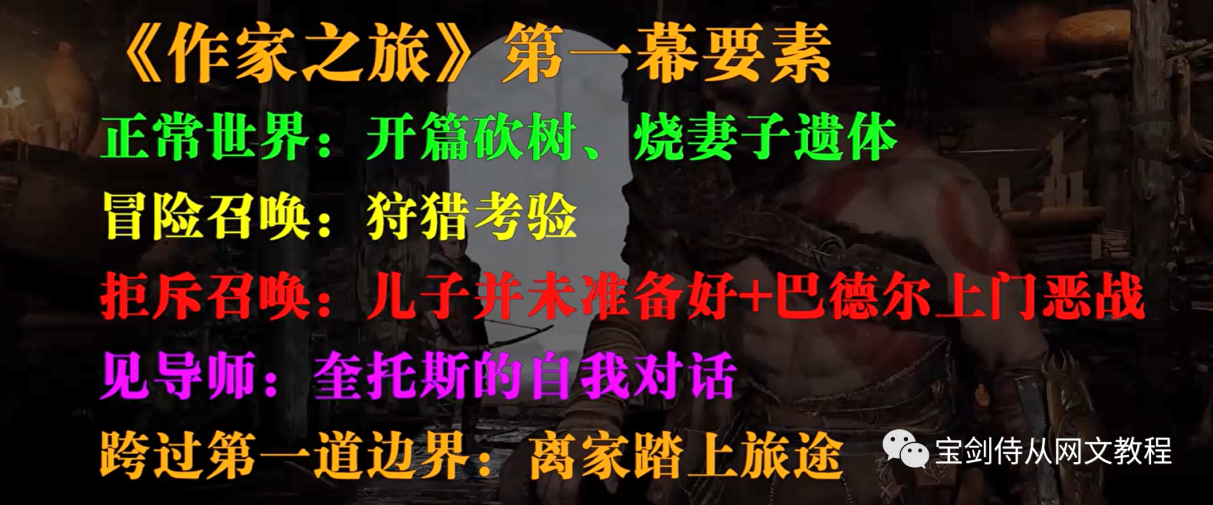 《作家之旅》第一幕要素
正常世界：开篇砍树、烧妻子遗体
冒险召唤：狩猎考验
拒斥召唤：儿子并未准备好+巴德尔上门恶战
见导师：奎托斯的自我对话
跨过第一道边界：离家踏上旅途
宝剑侍从网文教程